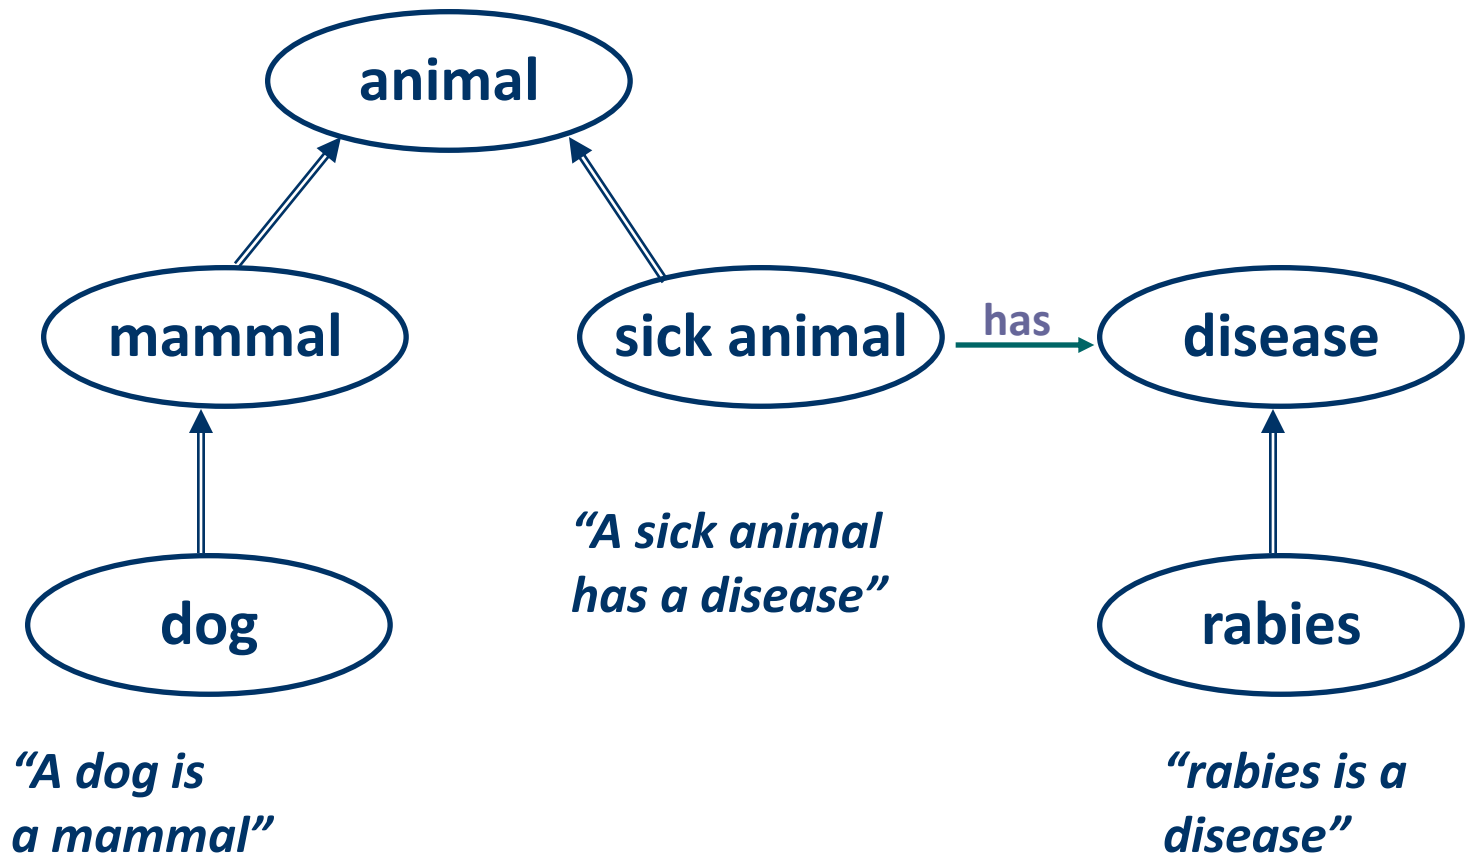 animal
mammal
sick animal
has
disease
“A sick animal
has a disease”
dog
rabies
“A dog is
a mammal”
“rabies is a
disease”